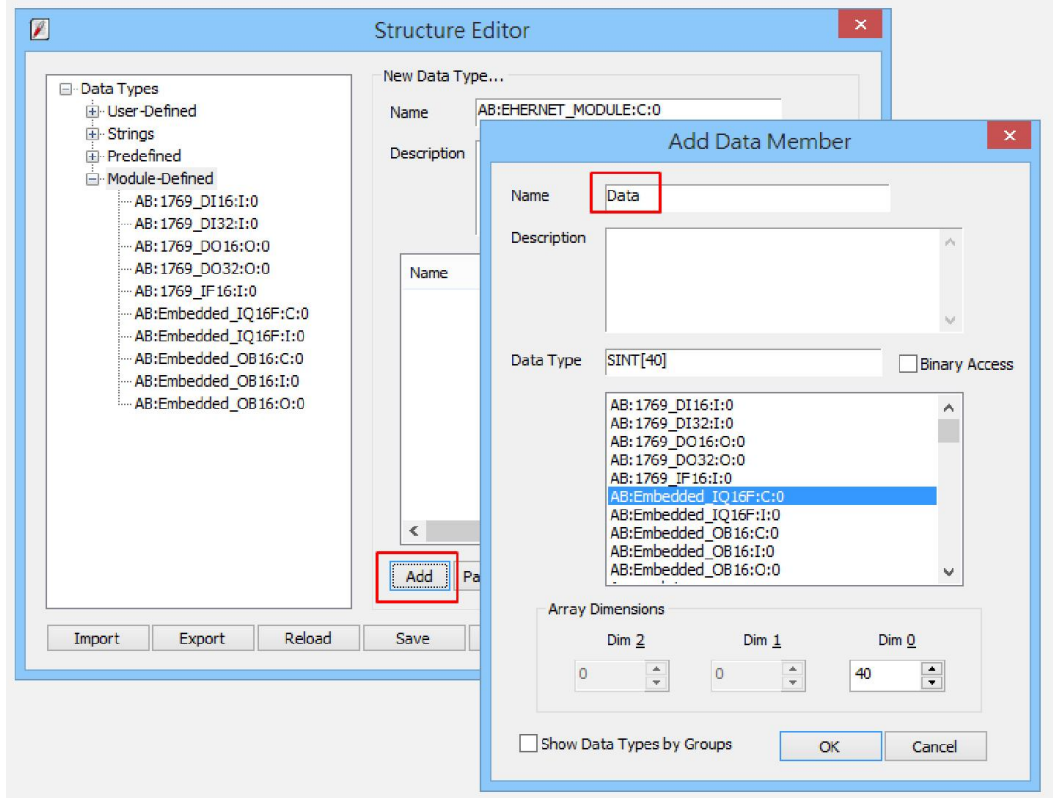 Structure Editor
Data Types
User-Defined
Strings
Predefined
Module-Defined
AB:1769_DI16:I:0
AB:1769_DI32:I:0
AB:1769_DO16:O:0
AB:1769_DO32:O:0
AB:1769_IF16:I:0
AB:Embedded_IQ16F:C:0
AB:Embedded_IQ16F:I:0
AB:Embedded_OB16:C:0
AB:Embedded_OB16:I:0
AB:Embedded_OB16:O:0
New Data Type...
Name AB:EHERNET_MODULE:C:0
Description
Name
Add Pa
Import Export Reload Save
Add Data Member
Name Data
Description
Data Type SINT[40] Binary Access
AB:1769_DI16:I:0
AB:1769_DI32:I:0
AB:1769_DO16:O:0
AB:1769_DO32:O:0
AB:1769_IF16:I:0
AB:Embedded_IQ16F:C:0
AB:Embedded_IQ16F:I:0
AB:Embedded_OB16:C:0
AB:Embedded_OB16:I:0
AB:Embedded_OB16:O:0
Array Dimensions
Dim 2 Dim 1 Dim 0
0 0 40
Show Data Types by Groups OK Cancel